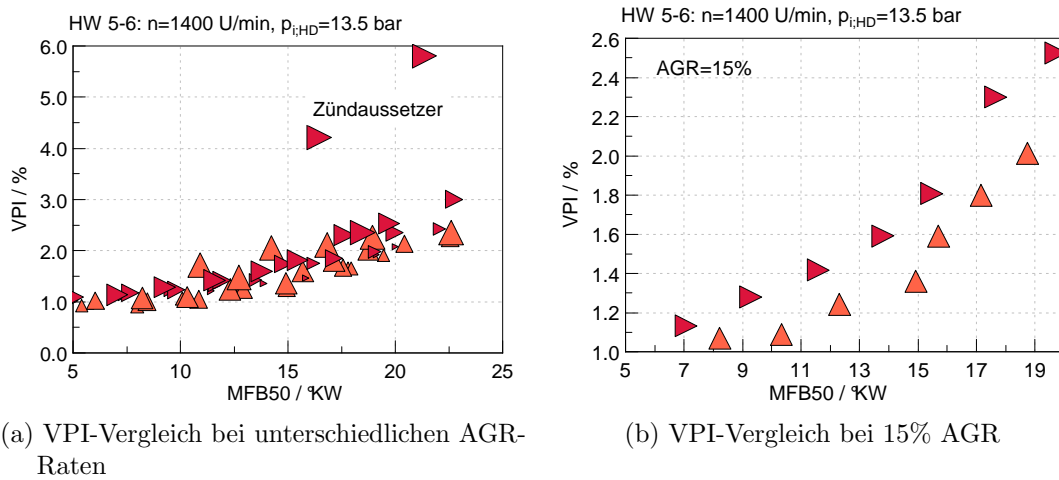 HW 5-6: n=1400 U/min, pi;HD=13.5 bar
6.0
5.0
4.0
3.0
2.0
1.0
0.0
VPI / %
Zündaussetzer
5
10
15
20
25
MFB50 / °KW
(a) VPI-Vergleich bei unterschiedlichen AGR-
Raten
HW 5-6: n=1400 U/min, pi;HD=13.5 bar
2.6
2.4
2.2
2.0
1.8
1.6
1.4
1.2
1.0
VPI / %
AGR=15%
5
7
9
11
13
15
17
19
MFB50 / °KW
(b) VPI-Vergleich bei 15% AGR